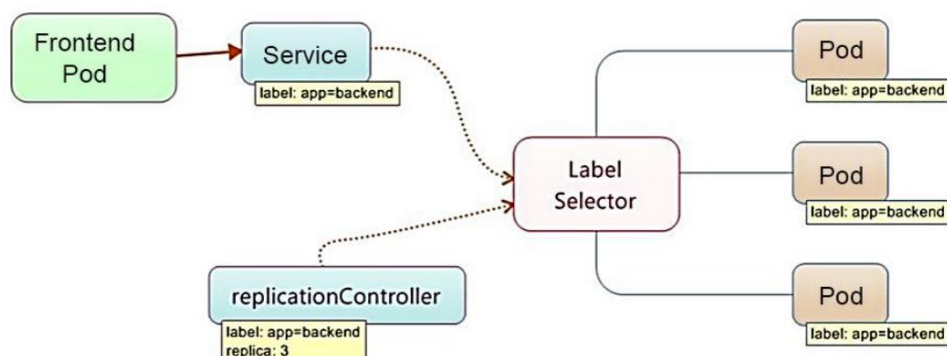 Frontend
Pod
Service
label: app=backend
Label
Selector
replicationController
label: app=backend
replica: 3
Pod
label: app=backend
Pod
label: app=backend
Pod
label: app=backend